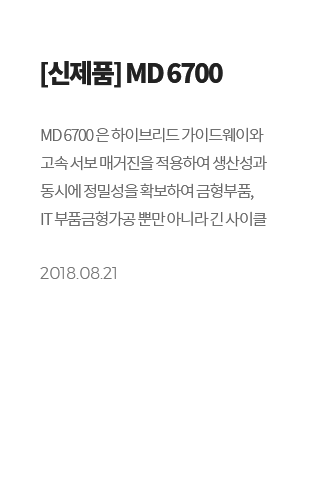 [신제품] MD 6700
MD 6700 은 하이브리드 가이드웨이와
고속 서보 매거진을 적용하여 생산성과
동시에 정밀성을 확보하여 금형부품,
IT 부품금형가공 뿐만 아니라 긴 사이클
2018.08.21